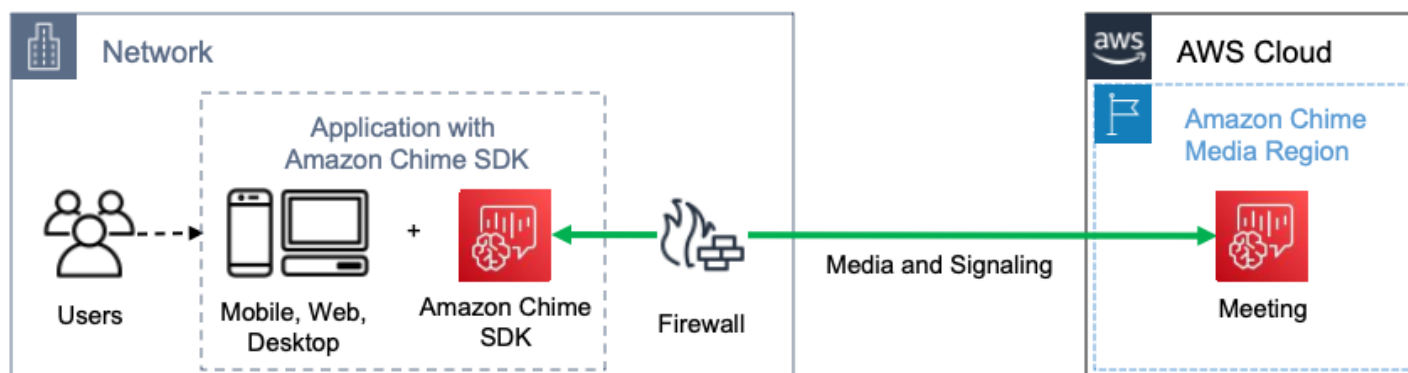 Network
Application with
Amazon Chime SDK
Users
Mobile, Web,
Desktop
+
Amazon Chime
SDK
Firewall
Media and Signaling
aws
AWS Cloud
Amazon Chime
Media Region
Meeting